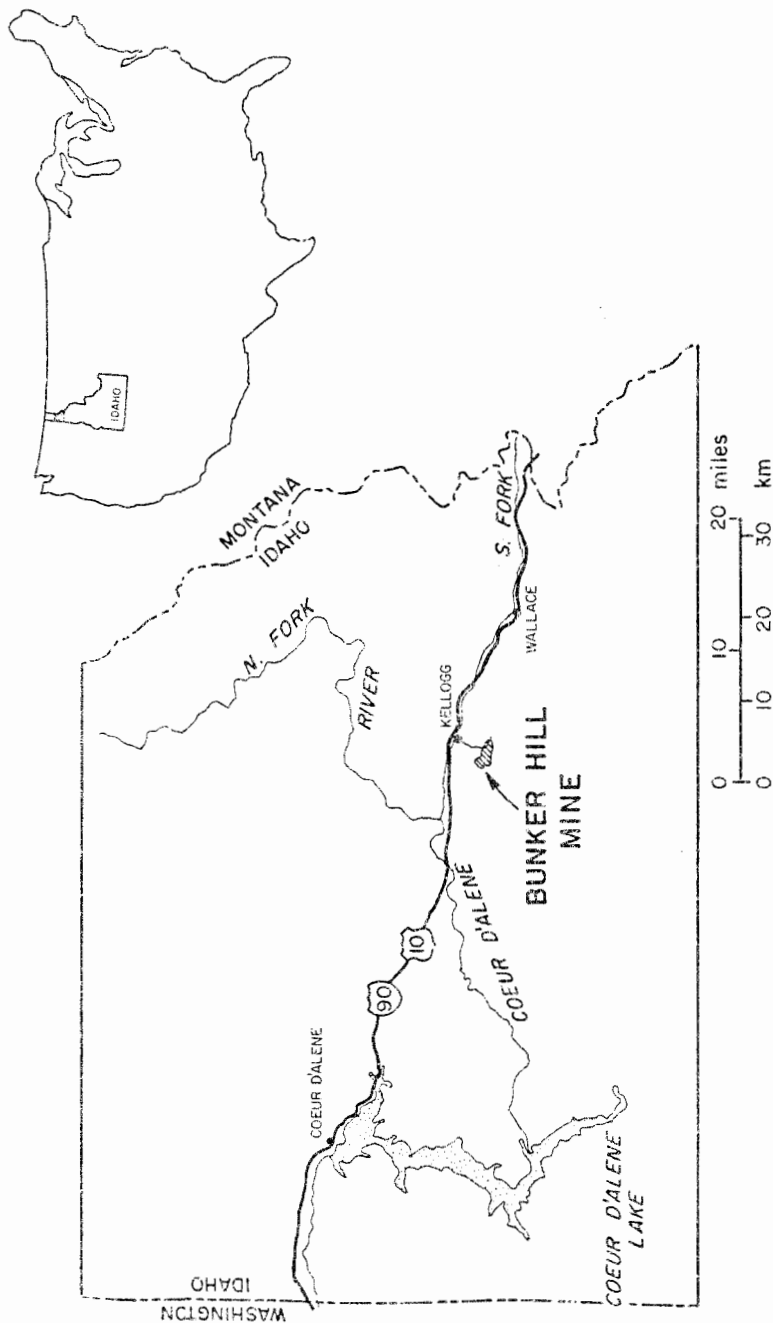 IDAHO
MONTANA
IDAHO
N. FORK
RIVER
S. FORK
WALLACE
KELLOGG
BUNKER HILL
MINE
COEUR D'ALENE
10
90
COEUR D'ALENE
COEUR D'ALENE
LAKE
WASHINGTON
IDAHO
0 10 20 miles
0 10 20 30 km